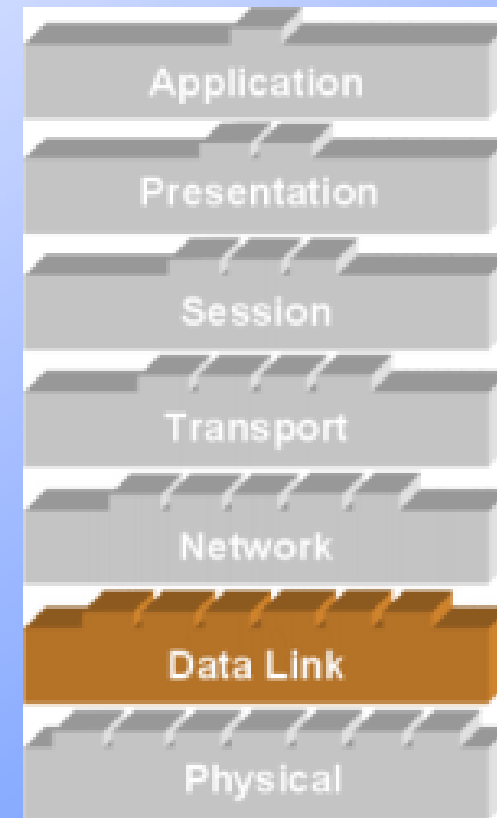 Application
Presentation
Session
Transport
Network
Data Link
Physical